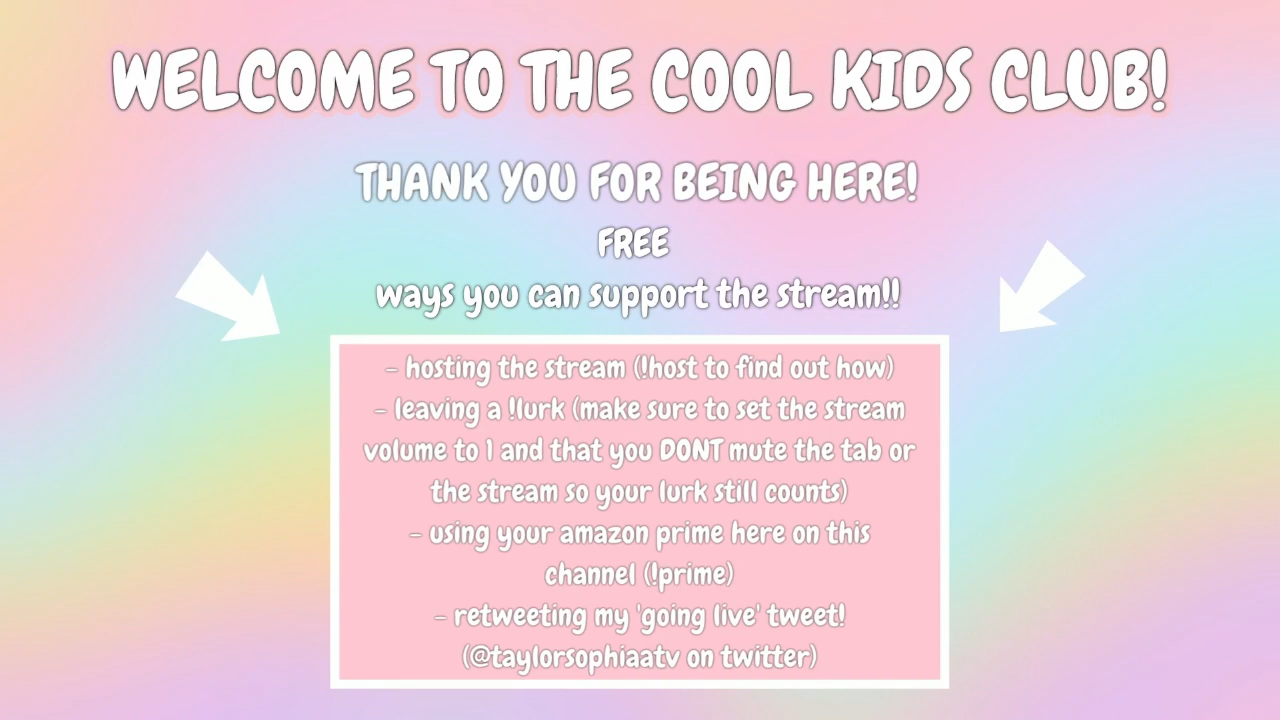 WELCOME TO THE COOL KIDS CLUB!
THANK YOU FOR BEING HERE!
FREE
ways you can support the stream!!
- hosting the stream (!host to find out how)
- leaving a !lurk (make sure to set the stream
volume to 1 and that you DONT mute the tab or
the stream so your lurk still counts)
- using your amazon prime here on this
channel (!prime)
- retweeting my 'going live' tweet!
(@taylorsophiaatv on twitter)